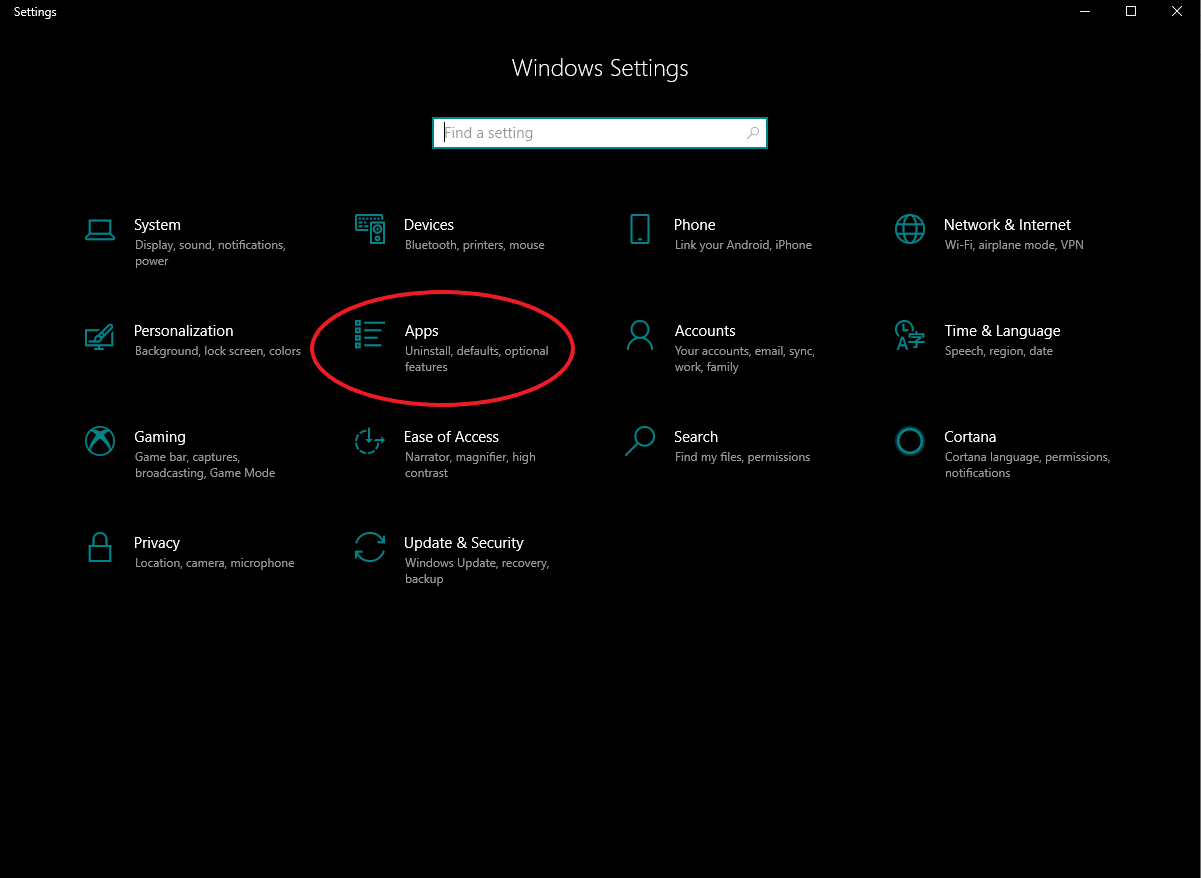 Settings
Windows Settings
Find a setting
System
Display, sound, notifications,
power
Devices
Bluetooth, printers, mouse
Phone
Link your Android, iPhone
Network & Internet
Wi-Fi, airplane mode, VPN
Personalization
Background, lock screen, colors
Apps
Uninstall, defaults, optional
features
Accounts
Your accounts, email, sync,
work, family
Time & Language
Speech, region, date
Gaming
Game bar, captures,
broadcasting, Game Mode
Ease of Access
Narrator, magnifier, high
contrast
Search
Find my files, permissions
Cortana
Cortana language, permissions,
notifications
Privacy
Location, camera, microphone
Update & Security
Windows Update, recovery,
backup